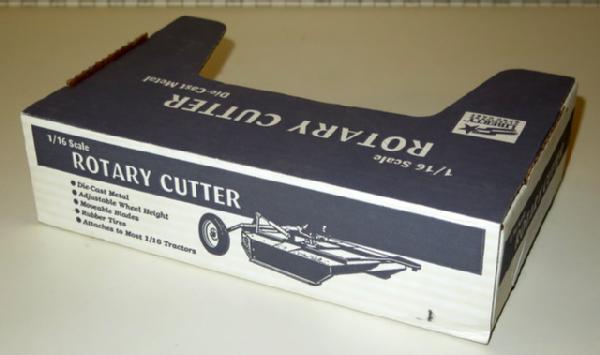 1/16 Scale
ROTARY CUTTER
Die-Cast Metal
1/16 Scale
ROTARY CUTTER
• Die-Cast Metal
• Adjustable Wheel Height
• Moveable Blades
• Rubber Tires
• Attaches to Most 1/16 Tractors